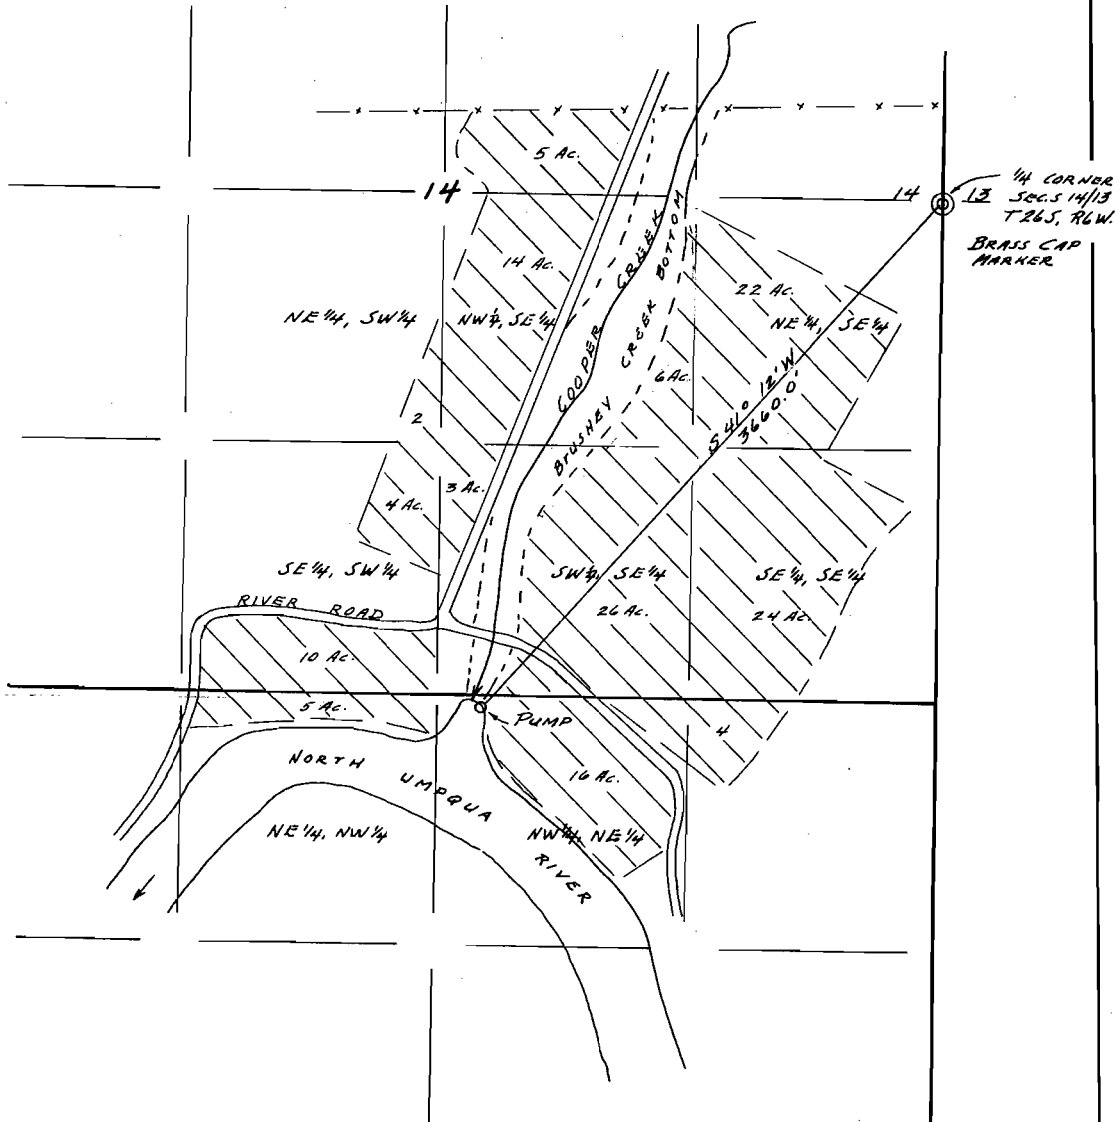 5 Ac.
14
14
13
1/4 CORNER
SECS 14/13
T26S, R6W.
BRASS CAP
MARKER
14 Ac.
22 Ac.
NE 1/4, SW 1/4
NW 1/4, SE 1/4
NE 1/4, SE 1/4
COOPER CREEK
BRUSHEY CREEK BOTTOM
6 Ac.
S 41° 12' W
3660.0'
2
3 Ac.
4 Ac.
SE 1/4, SW 1/4
SW 1/4, SE 1/4
SE 1/4, SE 1/4
26 Ac.
24 Ac.
RIVER ROAD
10 Ac.
5 Ac.
PUMP
4
16 Ac.
NORTH UMPQUA RIVER
NE 1/4, NW 1/4
NW 1/4, NE 1/4